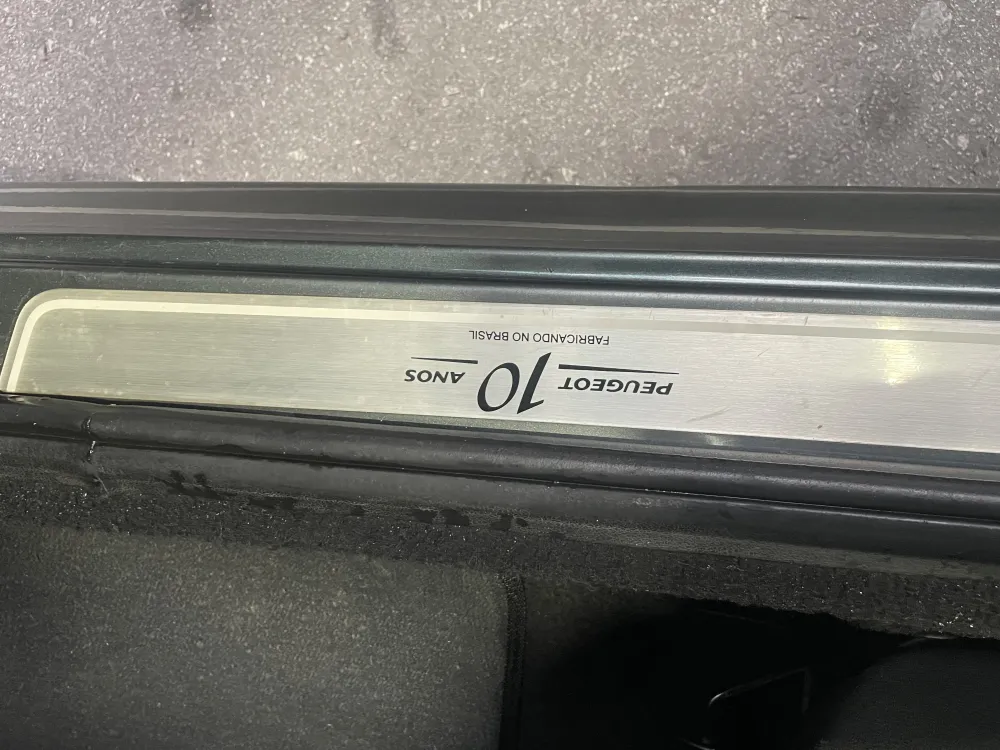 PEUGEOT 10 ANOS
FABRICANDO NO BRASIL